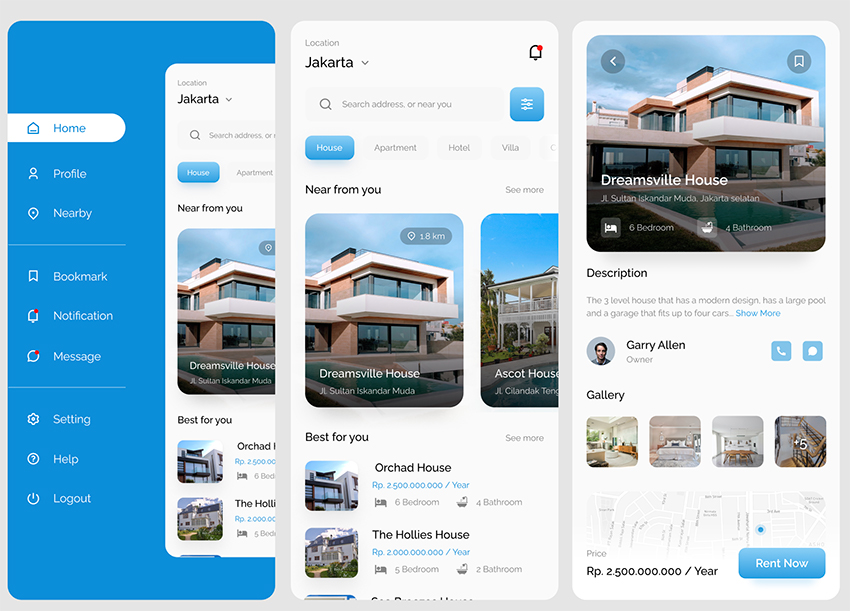 Home
Profile
Nearby
Bookmark
Notification
Message
Setting
Help
Logout
Location
Jakarta
Search address, or
House
Apartment
Near from you
Dreamsville House
Jl. Sultan Iskandar Muda
Best for you
Orchad
Rp. 2.500.00
6 Bed
The Holli
Rp. 2.000.00
5 Bed
Location
Jakarta
Search address, or near you
House
Apartment
Hotel
Villa
Near from you
See more
1.8 km
Dreamsville House
Jl. Sultan Iskandar Muda
Ascot House
Jl. Cilandak Teng
Best for you
See more
Orchad House
Rp. 2.500.000.000 / Year
6 Bedroom
4 Bathroom
The Hollies House
Rp. 2.000.000.000 / Year
5 Bedroom
2 Bathroom
Dreamsville House
Jl. Sultan Iskandar Muda, Jakarta selatan
6 Bedroom
4 Bathroom
Description
The 3 level house that has a modern design, has a large pool
and a garage that fits up to four cars... Show More
Garry Allen
Owner
Gallery
+5
Price
Rp. 2.500.000.000 / Year
Rent Now